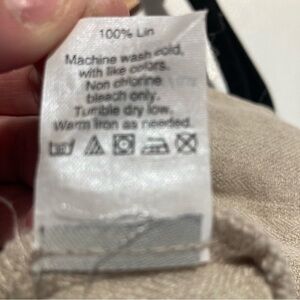 100% Lin
Machine wash cold,
with like colors.
Non chlorine
bleach only.
Tumble dry low.
Warm Iron as needed.